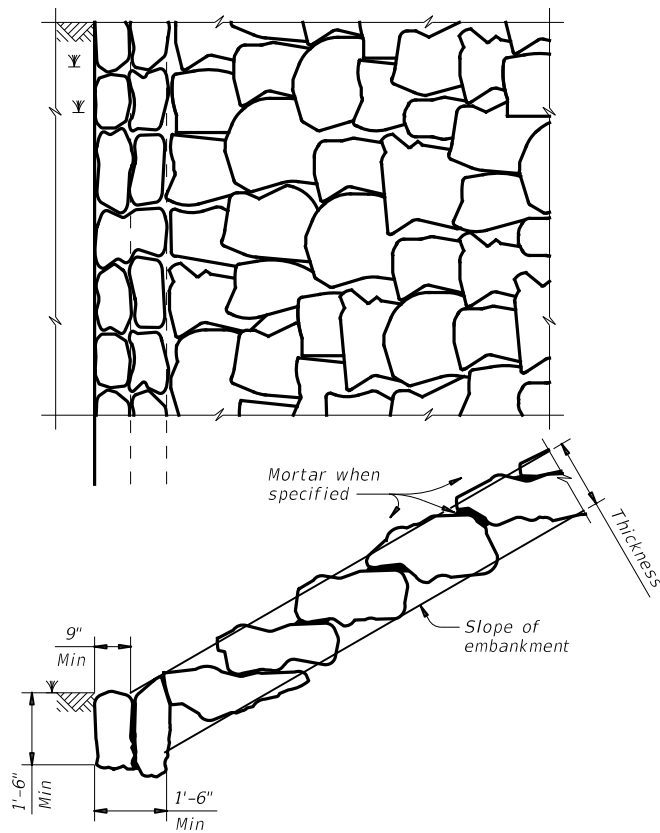 Mortar when
specified
Thickness
Slope of
embankment
9"
Min
1'-6"
Min
1'-6"
Min